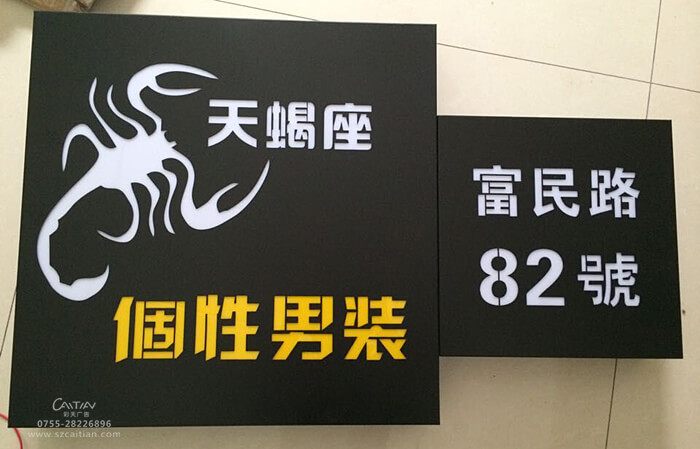 天蝎座
個性男装
富民路
82號
CAITIAN
彩天广告
0755-28226896
www.szcaitian.com